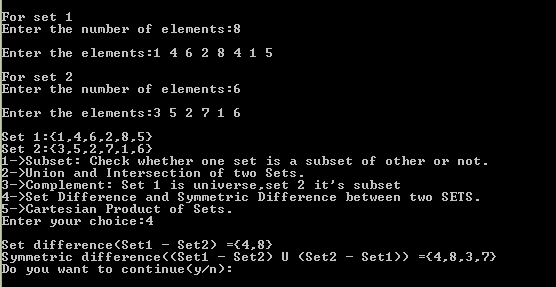 For set 1
Enter the number of elements:8
Enter the elements:1 4 6 2 8 4 1 5
For set 2
Enter the number of elements:6
Enter the elements:3 5 2 7 1 6
Set 1:{1,4,6,2,8,5}
Set 2:{3,5,2,7,1,6}
1->Subset: Check whether one set is a subset of other or not.
2->Union and Intersection of two Sets.
3->Complement: Set 1 is universe,set 2 it's subset
4->Set Difference and Symmetric Difference between two SETS.
5->Cartesian Product of Sets.
Enter your choice:4
Set difference(Set1 - Set2) ={4,8}
Symmetric difference((Set1 - Set2) U (Set2 - Set1)) ={4,8,3,7}
Do you want to continue(y/n):